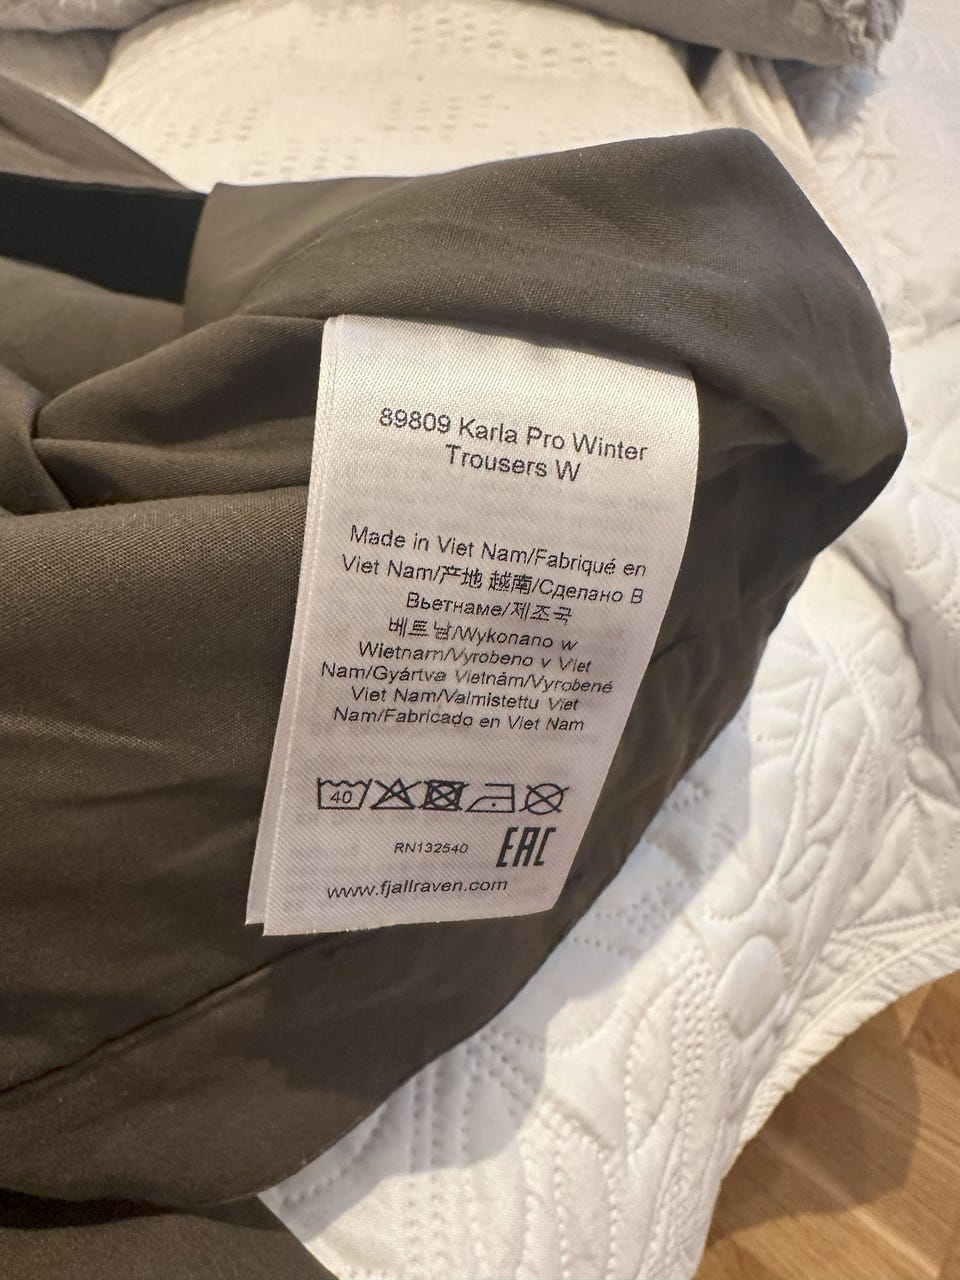 89809 Karla Pro Winter
Trousers W
Made in Viet Nam/Fabriqué en
Viet Nam/产地 越南/Сделано В
Вьетнаме/제조국
베트남/Wykonano w
Wietnam/Vyrobeno v Viet
Nam/Gyártva Vietnám/Vyrobené
Viet Nam/Valmistettu Viet
Nam/Fabricado en Viet Nam
40
RN132540 EAC
www.fjallraven.com